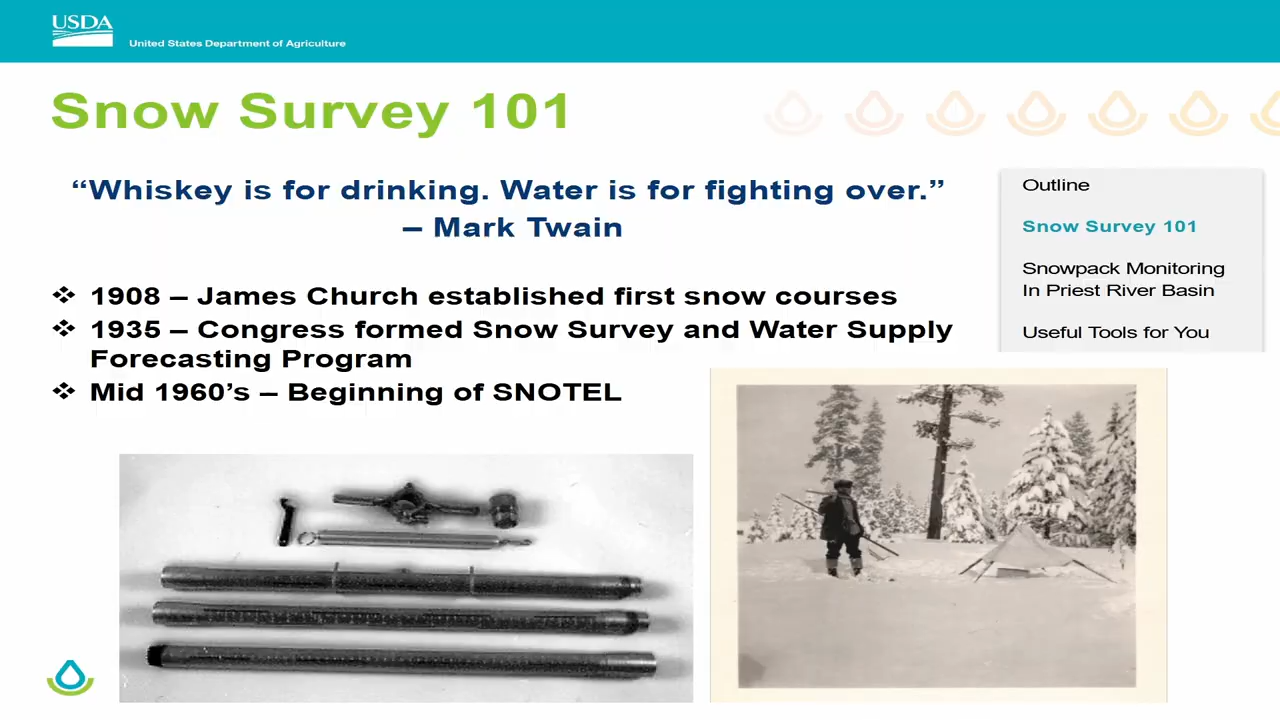 USDA
United States Department of Agriculture
Snow Survey 101
“Whiskey is for drinking. Water is for fighting over.”
– Mark Twain
❖ 1908 – James Church established first snow courses
❖ 1935 – Congress formed Snow Survey and Water Supply
Forecasting Program
❖ Mid 1960’s – Beginning of SNOTEL
Outline
Snow Survey 101
Snowpack Monitoring
In Priest River Basin
Useful Tools for You